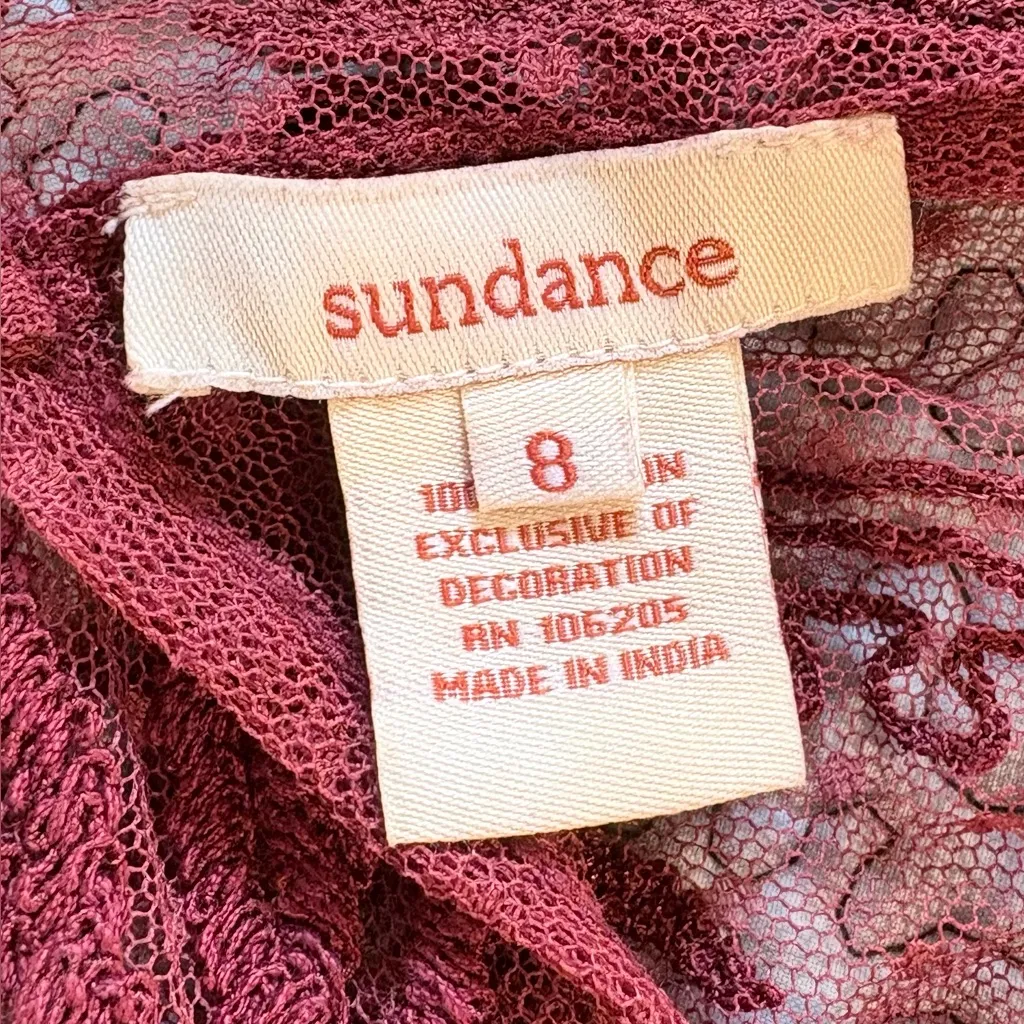 sundance
8
EXCLUSIVE OF
DECORATION
RN 106205
MADE IN INDIA